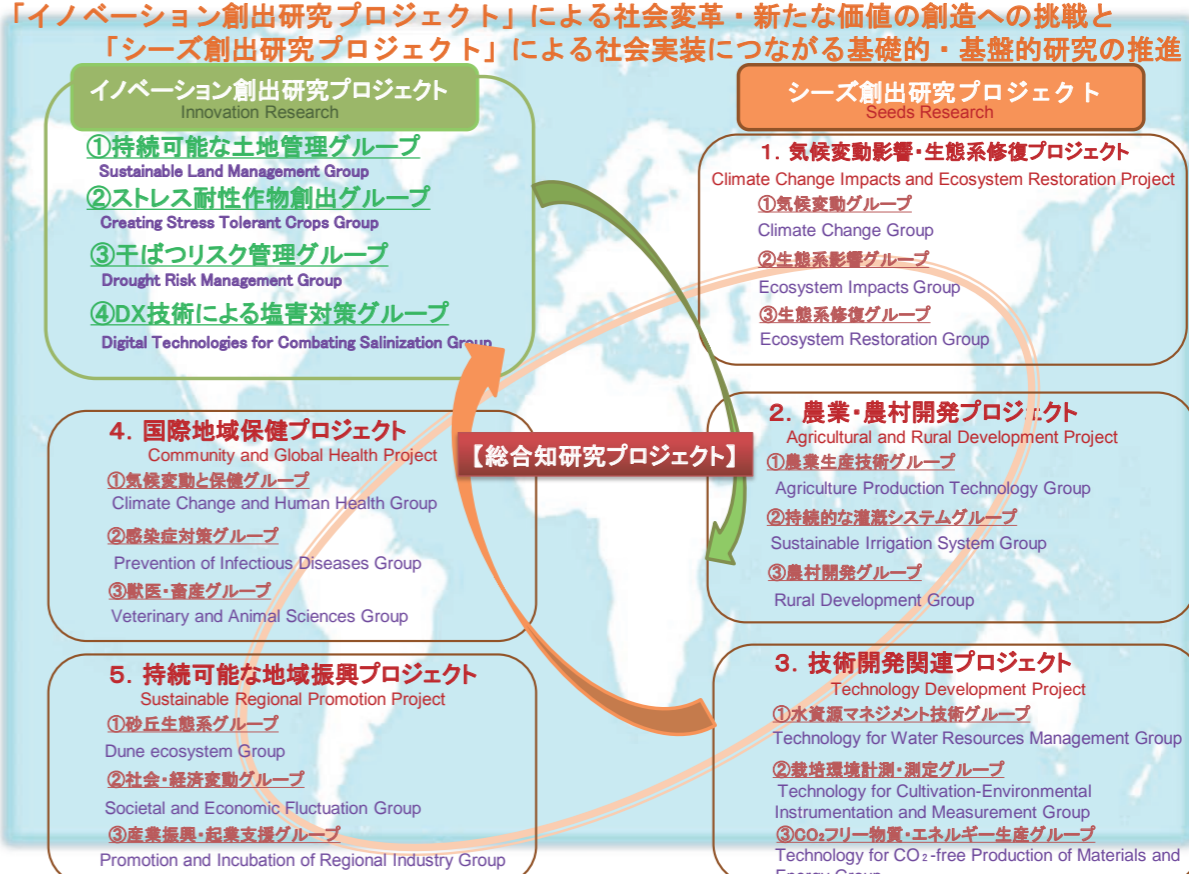 「イノベーション創出研究プロジェクト」による社会変革・新たな価値の創造への挑戦と
「シーズ創出研究プロジェクト」による社会実装につながる基礎的・基盤的研究の推進
イノベーション創出研究プロジェクト
Innovation Research
①持続可能な土地管理グループ
Sustainable Land Management Group
②ストレス耐性作物創出グループ
Creating Stress Tolerant Crops Group
③干ばつリスク管理グループ
Drought Risk Management Group
④DX技術による塩害対策グループ
Digital Technologies for Combating Salinization Group
シーズ創出研究プロジェクト
Seeds Research
1．気候変動影響・生態系修復プロジェクト
Climate Change Impacts and Ecosystem Restoration Project
①気候変動グループ
Climate Change Group
②生態系影響グループ
Ecosystem Impacts Group
③生態系修復グループ
Ecosystem Restoration Group
【総合知研究プロジェクト】
2．農業・農村開発プロジェクト
Agricultural and Rural Development Project
①農業生産技術グループ
Agriculture Production Technology Group
②持続的な灌漑システムグループ
Sustainable Irrigation System Group
③農村開発グループ
Rural Development Group
3．技術開発関連プロジェクト
Technology Development Project
①水資源マネジメント技術グループ
Technology for Water Resources Management Group
②栽培環境計測・測定グループ
Technology for Cultivation-Environmental
Instrumentation and Measurement Group
③CO₂フリー物質・エネルギー生産グループ
Technology for CO₂-free Production of Materials and
Energy Group
4．国際地域保健プロジェクト
Community and Global Health Project
①気候変動と保健グループ
Climate Change and Human Health Group
②感染症対策グループ
Prevention of Infectious Diseases Group
③獣医・畜産グループ
Veterinary and Animal Sciences Group
5．持続可能な地域振興プロジェクト
Sustainable Regional Promotion Project
①砂丘生態系グループ
Dune ecosystem Group
②社会・経済変動グループ
Societal and Economic Fluctuation Group
③産業振興・起業支援グループ
Promotion and Incubation of Regional Industry Group